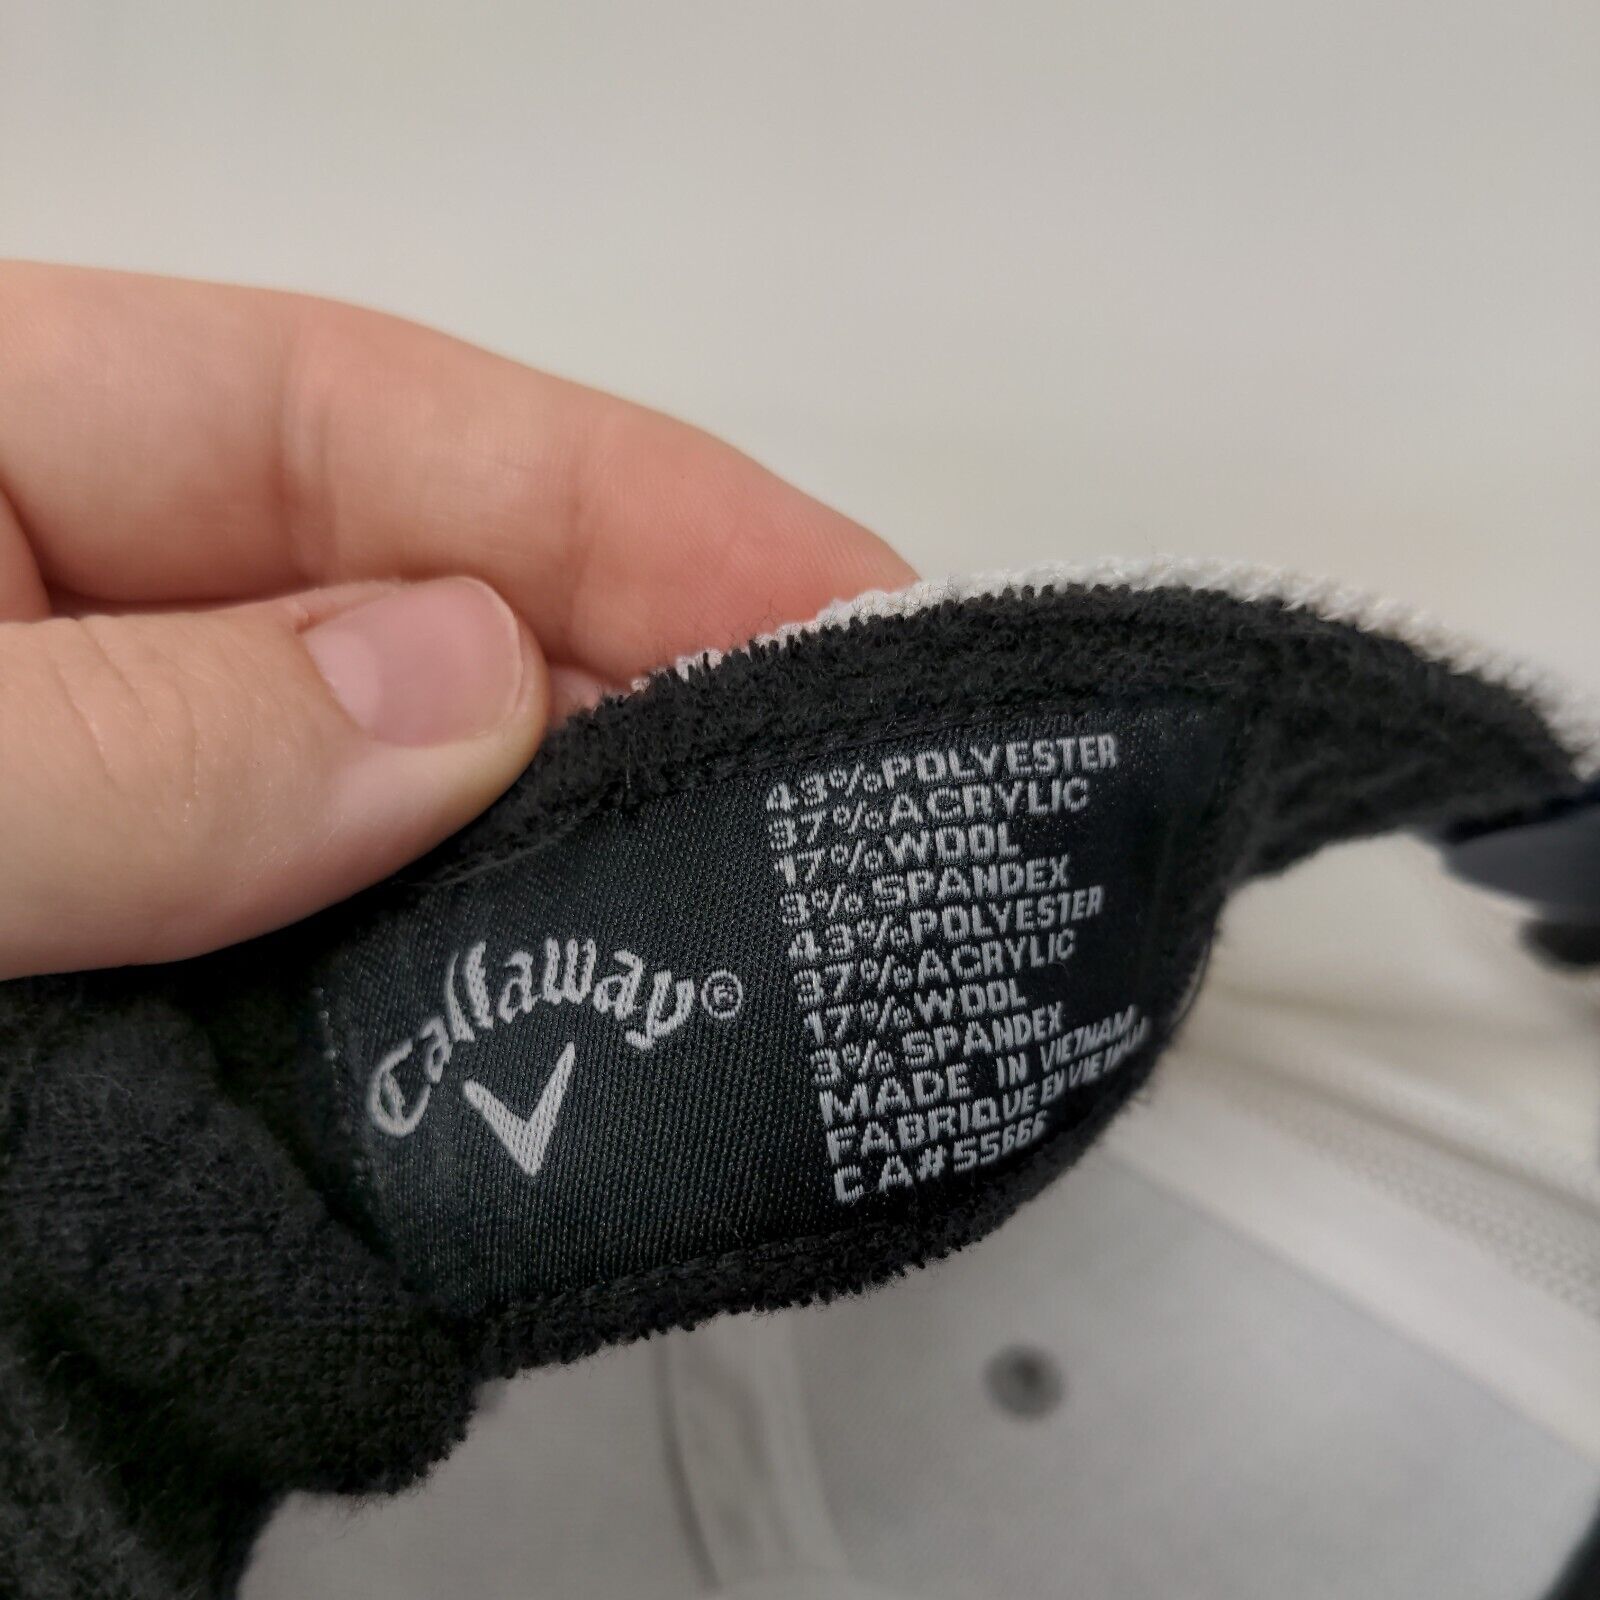 Callaway®
43% POLYESTER
37% ACRYLIC
17% WOOL
3% SPANDEX
43% POLYESTER
37% ACRYLIC
17% WOOL
3% SPANDEX
MADE IN VIETNAM
FABRIQUE EN VIETNAM
CA#55666